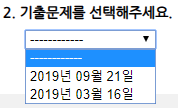 2. 기출문제를 선택해주세요.
------------
------------
2019년 09월 21일
2019년 03월 16일